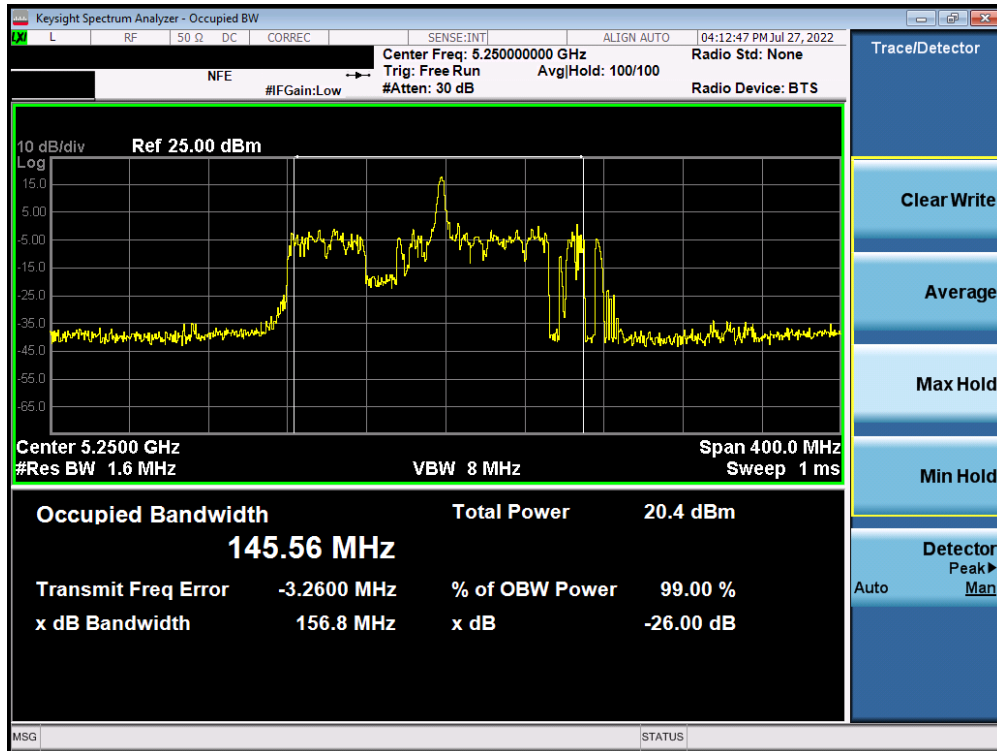 Keysight Spectrum Analyzer - Occupied BW
LXI L RF 50 Ω DC CORREC SENSE:INT ALIGN AUTO 04:12:47 PM Jul 27, 2022
Center Freq: 5.250000000 GHz Radio Std: None
NFE Trig: Free Run Avg|Hold: 100/100
#IFGain:Low #Atten: 30 dB Radio Device: BTS
10 dB/div Ref 25.00 dBm
Log
15.0
5.00
-5.00
-15.0
-25.0
-35.0
-45.0
-55.0
-65.0
Center 5.2500 GHz Span 400.0 MHz
#Res BW 1.6 MHz VBW 8 MHz Sweep 1 ms
Occupied Bandwidth Total Power 20.4 dBm
145.56 MHz
Transmit Freq Error -3.2600 MHz % of OBW Power 99.00 %
x dB Bandwidth 156.8 MHz x dB -26.00 dB
MSG STATUS
Trace/Detector
Clear Write
Average
Max Hold
Min Hold
Detector
Peak▶
Auto Man